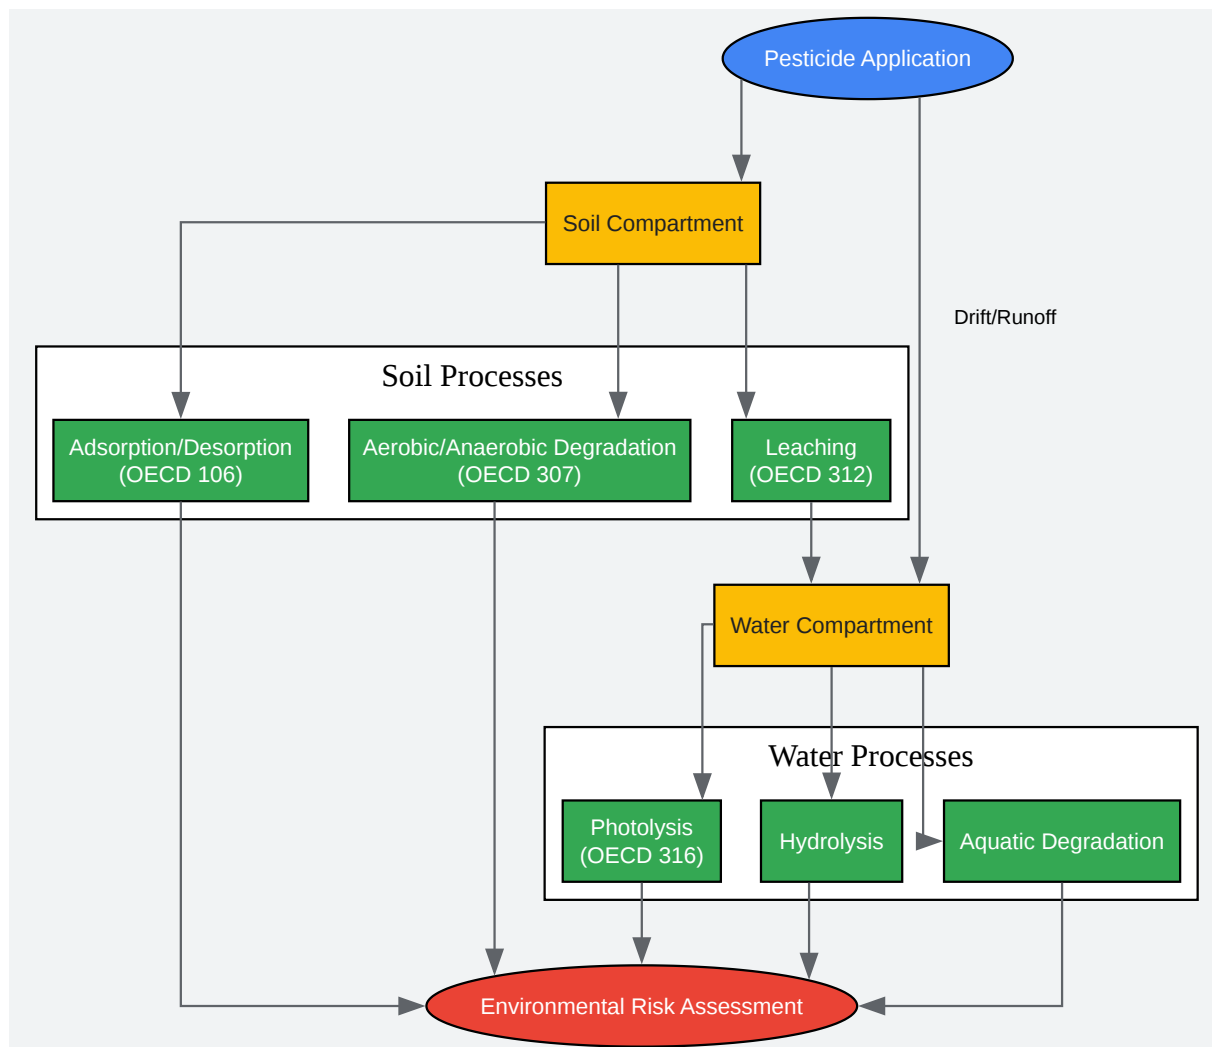 Pesticide Application
Soil Compartment
Drift/Runoff
Soil Processes
Adsorption/Desorption
(OECD 106)
Aerobic/Anaerobic Degradation
(OECD 307)
Leaching
(OECD 312)
Water Compartment
Water Processes
Photolysis
(OECD 316)
Hydrolysis
Aquatic Degradation
Environmental Risk Assessment